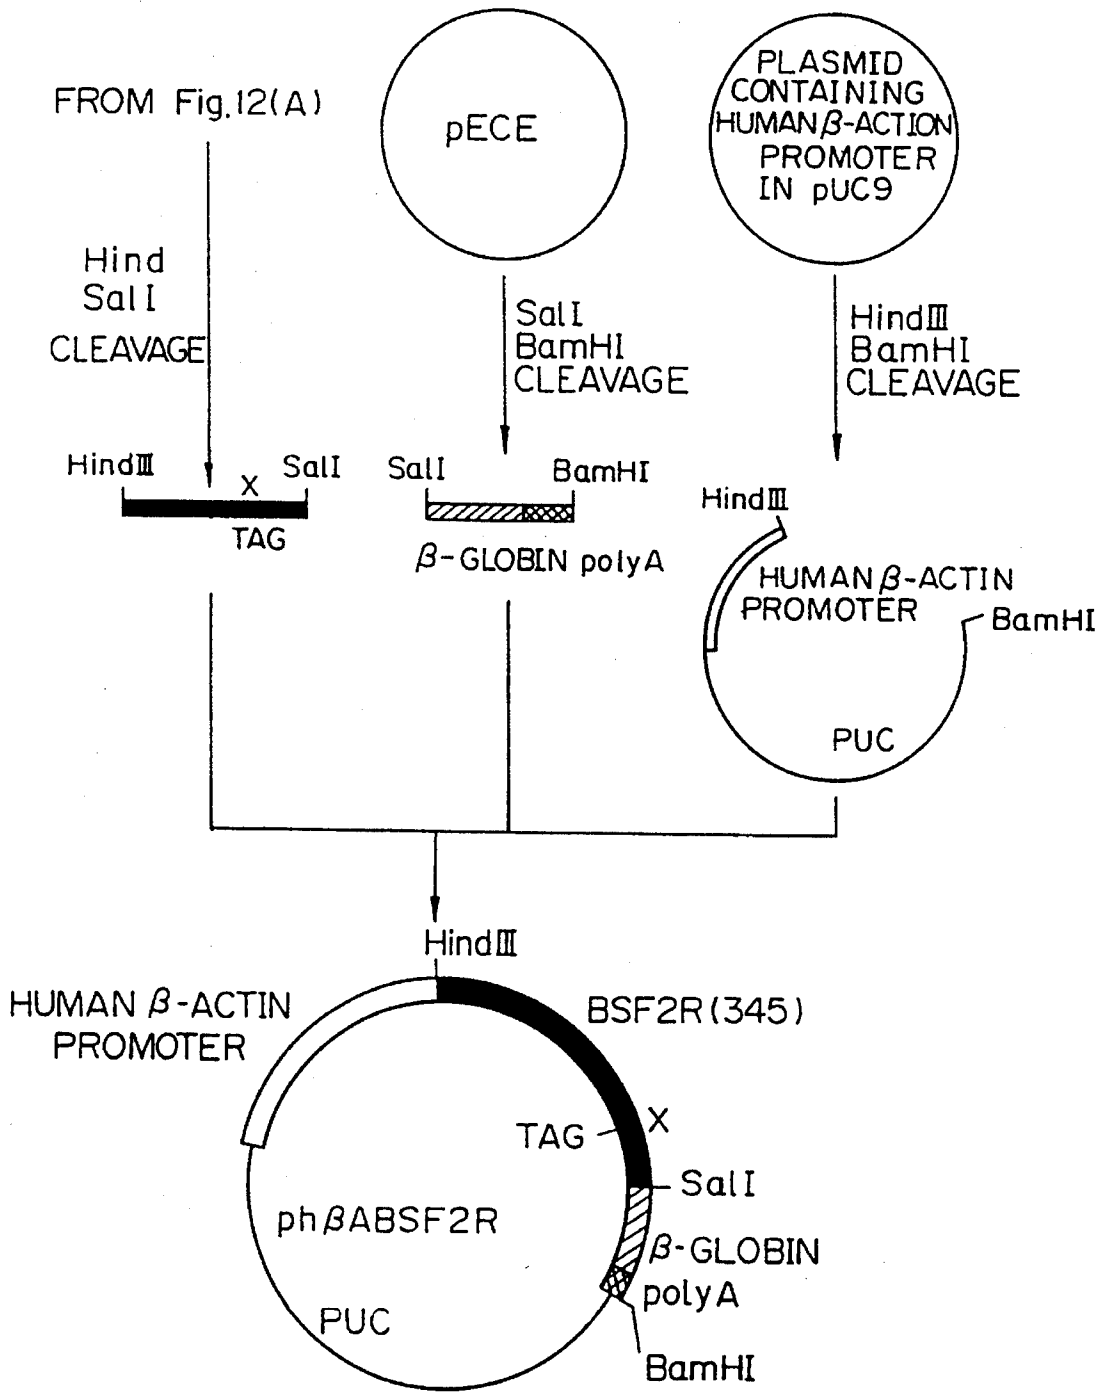 FROM Fig.12(A)
pECE
PLASMID
CONTAINING
HUMAN β-ACTION
PROMOTER
IN pUC9
Hind
SalI
CLEAVAGE
SalI
BamHI
CLEAVAGE
HindⅢ
BamHI
CLEAVAGE
HindⅢ
X
SalI
TAG
SalI
BamHI
β-GLOBIN polyA
HindⅢ
HUMAN β-ACTIN
PROMOTER
BamHI
PUC
HindⅢ
HUMAN β-ACTIN
PROMOTER
BSF2R(345)
TAG
X
SalI
phβABSF2R
β-GLOBIN
polyA
PUC
BamHI